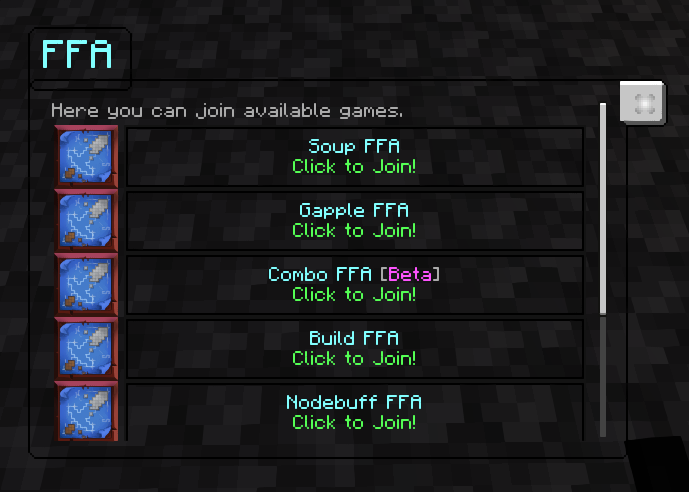 FFA
Here you can join available games.
Soup FFA
Click to Join!
Gapple FFA
Click to Join!
Combo FFA [Beta]
Click to Join!
Build FFA
Click to Join!
Nodebuff FFA
Click to Join!